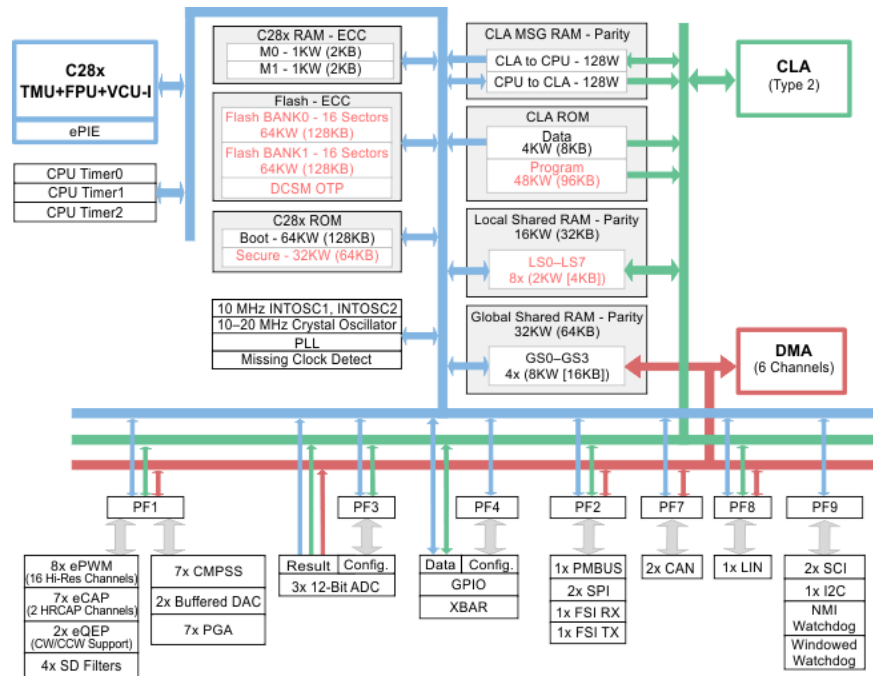 C28x
TMU+FPU+VCU-I
ePIE
CPU Timer0
CPU Timer1
CPU Timer2
C28x RAM - ECC
M0 - 1KW (2KB)
M1 - 1KW (2KB)
Flash - ECC
Flash BANK0 - 16 Sectors
64KW (128KB)
Flash BANK1 - 16 Sectors
64KW (128KB)
DCSM OTP
C28x ROM
Boot - 64KW (128KB)
Secure - 32KW (64KB)
10 MHz INTOSC1, INTOSC2
10–20 MHz Crystal Oscillator
PLL
Missing Clock Detect
CLA MSG RAM - Parity
CLA to CPU - 128W
CPU to CLA - 128W
CLA ROM
Data
4KW (8KB)
Program
48KW (96KB)
Local Shared RAM - Parity
16KW (32KB)
LS0–LS7
8x (2KW [4KB])
Global Shared RAM - Parity
32KW (64KB)
GS0–GS3
4x (8KW [16KB])
CLA
(Type 2)
DMA
(6 Channels)
PF1
PF3
PF4
PF2
PF7
PF8
PF9
8x ePWM
(16 Hi-Res Channels)
7x eCAP
(2 HRCAP Channels)
2x eQEP
(CW/CCW Support)
4x SD Filters
7x CMPSS
2x Buffered DAC
7x PGA
Result
Config.
3x 12-Bit ADC
Data
Config.
GPIO
XBAR
1x PMBUS
2x SPI
1x FSI RX
1x FSI TX
2x CAN
1x LIN
2x SCI
1x I2C
NMI
Watchdog
Windowed
Watchdog